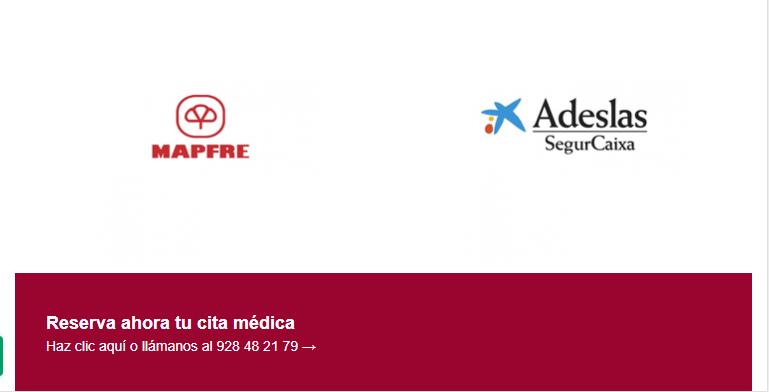 MAPFRE
Adeslas
SegurCaixa
Reserva ahora tu cita médica
Haz clic aquí o llámanos al 928 48 21 79 →